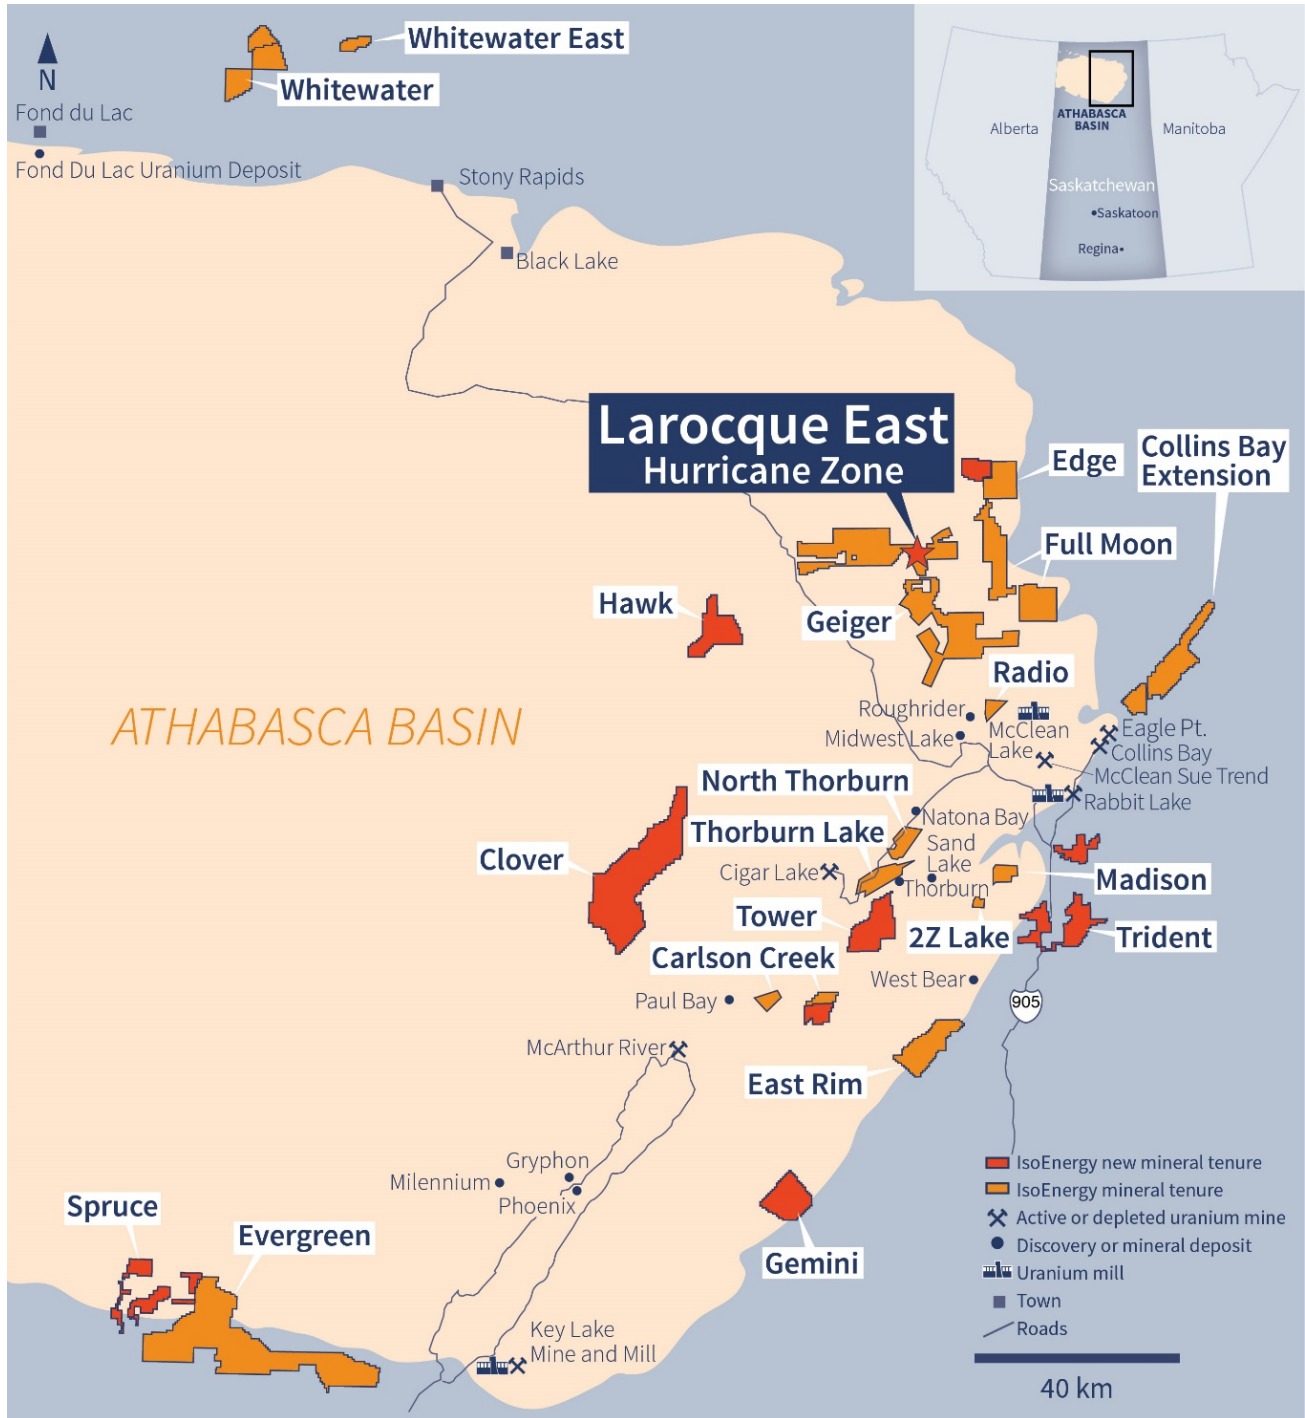 Whitewater East
Whitewater
N
Fond du Lac
Fond Du Lac Uranium Deposit
Stony Rapids
Black Lake
Alberta
ATHABASCA
BASIN
Manitoba
Saskatchewan
Saskatoon
Regina
Larocque East
Hurricane Zone
Edge
Collins Bay
Extension
Full Moon
Hawk
Geiger
Radio
ATHABASCA BASIN
Roughrider
Midwest Lake
McClean
Lake
Eagle Pt.
Collins Bay
McClean Sue Trend
Rabbit Lake
North Thorburn
Natona Bay
Thorburn Lake
Sand
Lake
Clover
Cigar Lake
Thorburn
Madison
Tower
2Z Lake
Trident
Carlson Creek
West Bear
Paul Bay
905
McArthur River
East Rim
Gryphon
Milennium
Phoenix
Spruce
Evergreen
Gemini
Key Lake
Mine and Mill
IsoEnergy new mineral tenure
IsoEnergy mineral tenure
Active or depleted uranium mine
Discovery or mineral deposit
Uranium mill
Town
Roads
40 km